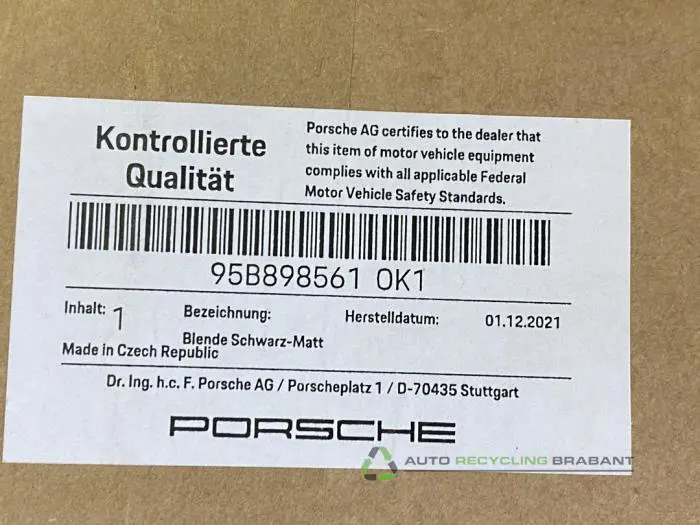 Kontrollierte
Qualität
Porsche AG certifies to the dealer that
this item of motor vehicle equipment
complies with all applicable Federal
Motor Vehicle Safety Standards.
95B898561 OK1
Inhalt: 1 Bezeichnung: Herstelldatum: 01.12.2021
Blende Schwarz-Matt
Made in Czech Republic
Dr. Ing. h.c. F. Porsche AG / Porscheplatz 1 / D-70435 Stuttgart
PORSCHE
AUTO RECYCLING BRABANT